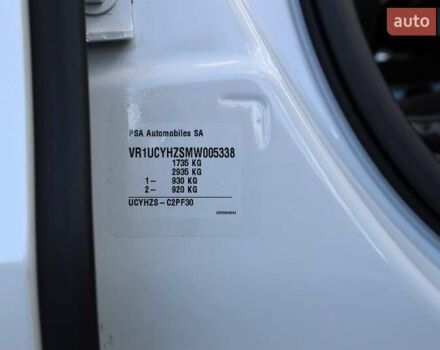 auto
PSA Automobiles SA
VR1UCYHZSMW005338
1735 KG
2935 KG
1- 930 KG
2- 920 KG
UCYHZS-C2PF30